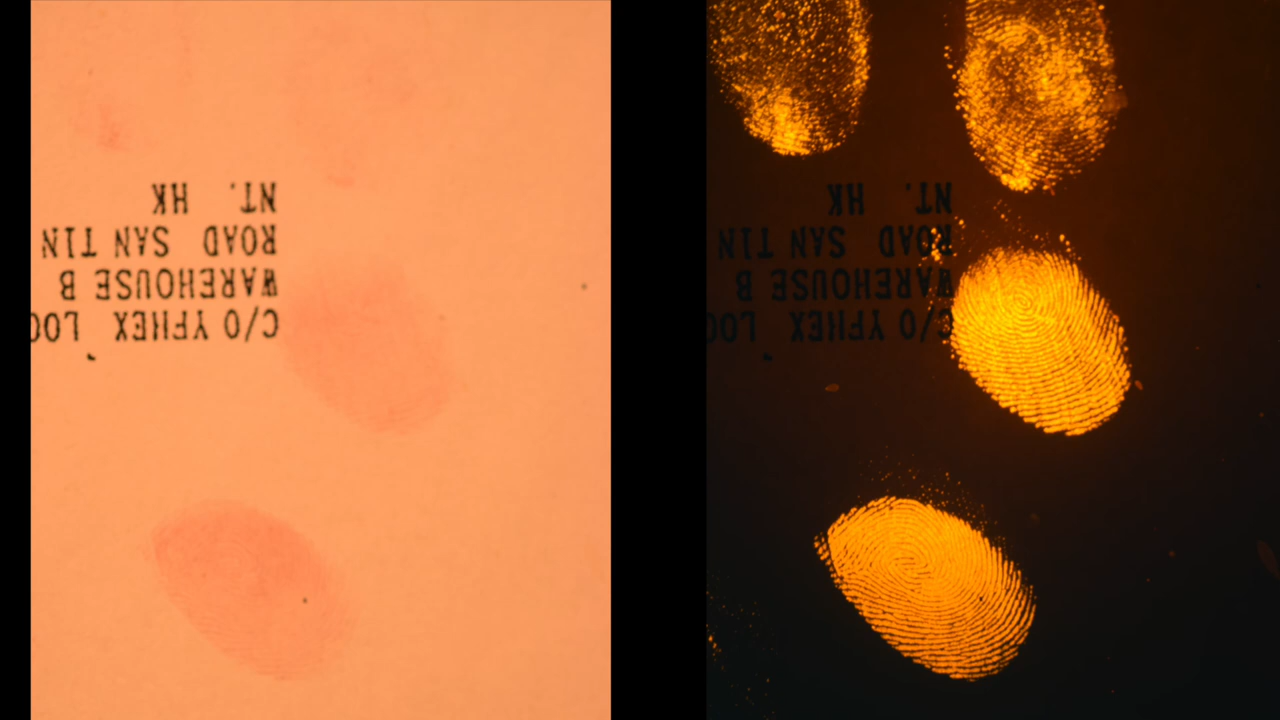 C/O YFHEX
WAREHOUSE B
ROAD SAN TIN
NT. HK
C/O YFHEX
WAREHOUSE B
ROAD SAN TIN
NT. HK